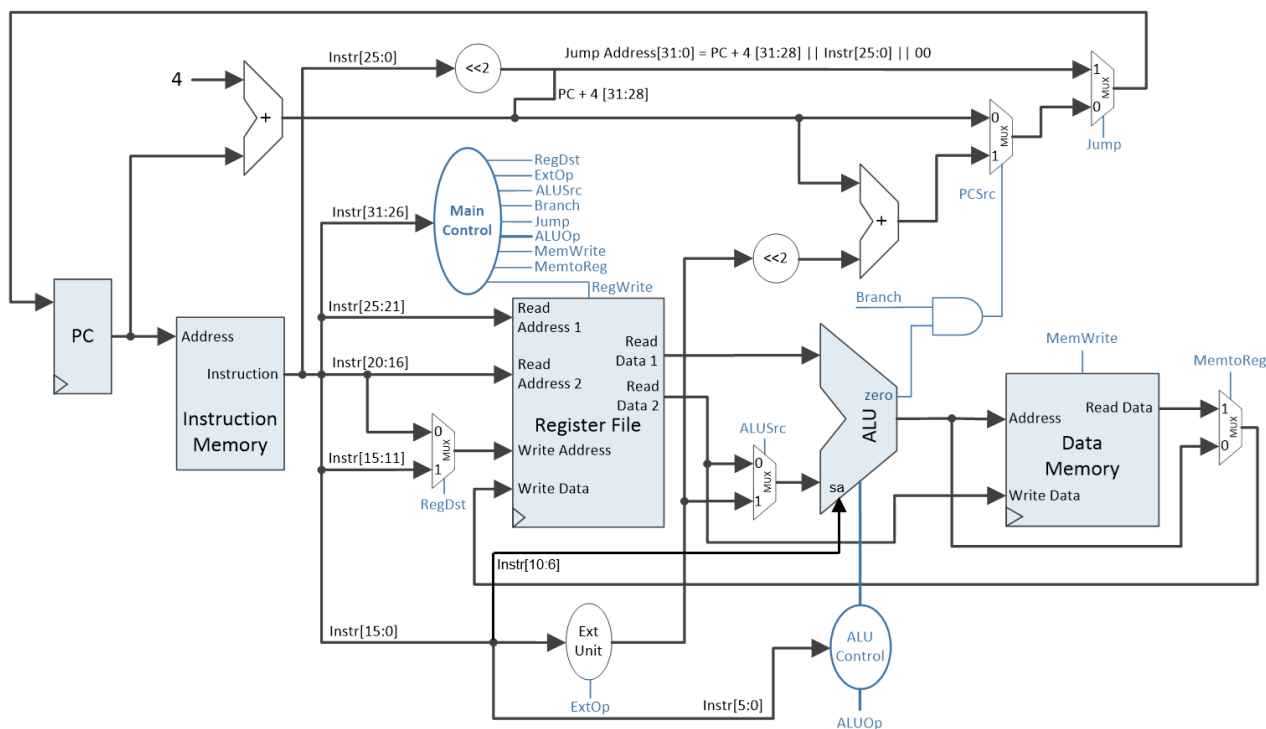 Instr[25:0]
<<2
Jump Address[31:0] = PC + 4 [31:28] || Instr[25:0] || 00
4
PC + 4 [31:28]
+
1
0
MUX
Jump
0
1
MUX
PCSrc
RegDst
ExtOp
ALUSrc
Branch
Jump
ALUOp
MemWrite
MemtoReg
RegWrite
Main
Control
Instr[31:26]
+
<<2
Branch
PC
Address
Instruction
Instruction
Memory
Instr[25:21]
Instr[20:16]
Instr[15:11]
0
1
MUX
RegDst
Read
Address 1
Read
Address 2
Write Address
Write Data
Read
Data 1
Read
Data 2
Register File
ALUSrc
0
1
MUX
ALU
zero
sa
MemWrite
Address
Read Data
Data
Memory
Write Data
MemtoReg
1
0
MUX
Instr[10:6]
Instr[15:0]
Ext
Unit
ExtOp
Instr[5:0]
ALU
Control
ALUOp